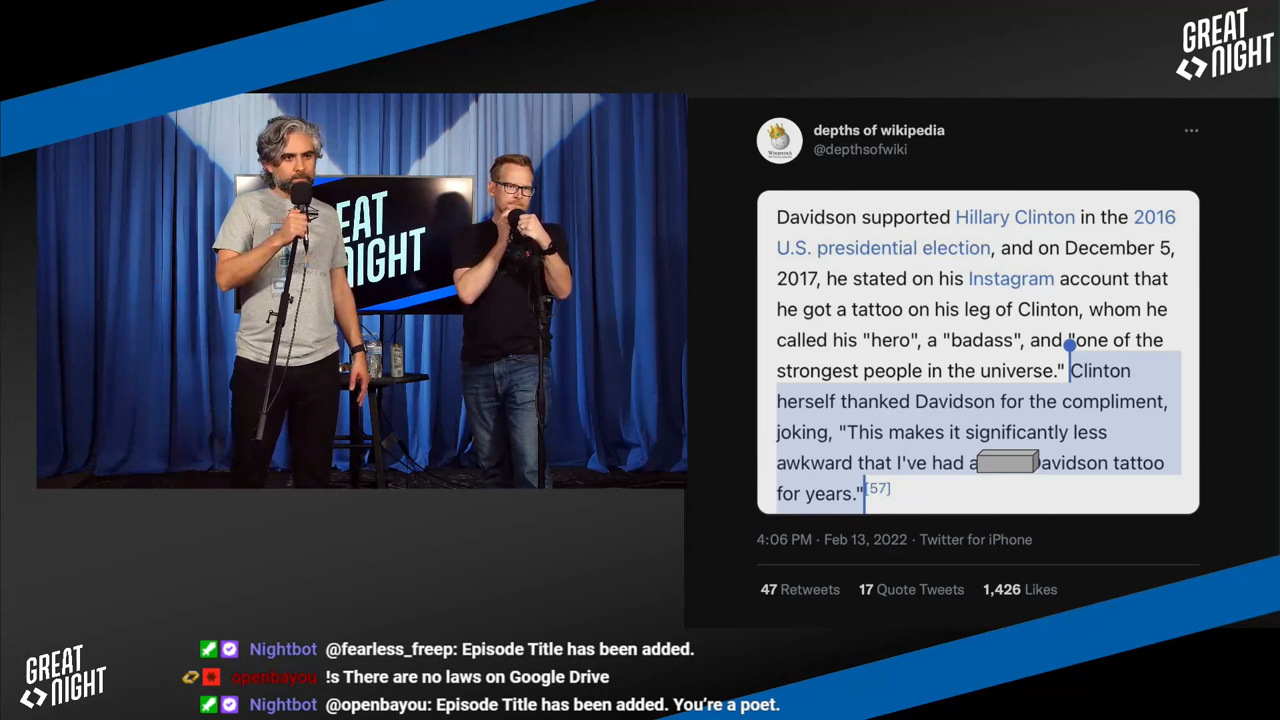 GREAT
NIGHT
EAT
NIGHT
depths of wikipedia
@depthsofwiki
Davidson supported Hillary Clinton in the 2016
U.S. presidential election, and on December 5,
2017, he stated on his Instagram account that
he got a tattoo on his leg of Clinton, whom he
called his "hero", a "badass", and "one of the
strongest people in the universe." Clinton
herself thanked Davidson for the compliment,
joking, "This makes it significantly less
awkward that I've had a avidson tattoo
for years."[57]
4:06 PM · Feb 13, 2022 · Twitter for iPhone
47 Retweets 17 Quote Tweets 1,426 Likes
GREAT
NIGHT
Nightbot @fearless_freep: Episode Title has been added.
openbayou !s There are no laws on Google Drive
Nightbot @openbayou: Episode Title has been added. You're a poet.